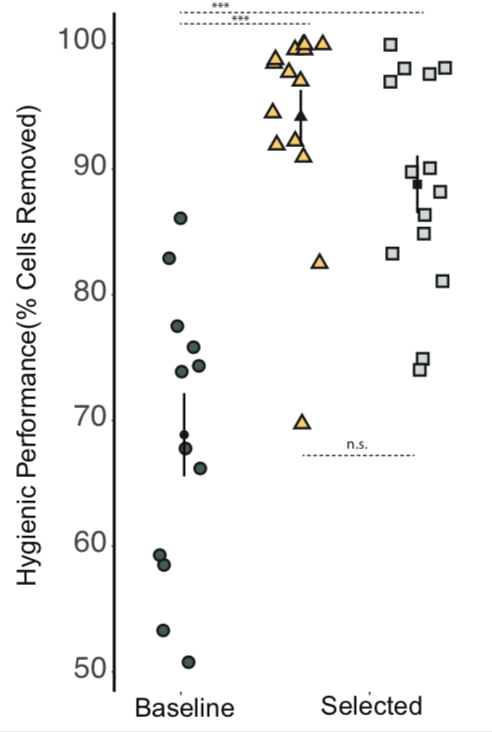 ***
***
100
90
80
70
60
50
Hygienic Performance(% Cells Removed)
n.s.
Baseline
Selected